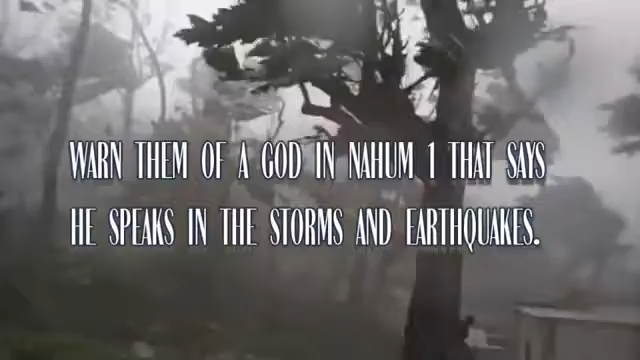 WARN THEM OF A GOD IN NAHUM 1 THAT SAYS
HE SPEAKS IN THE STORMS AND EARTHQUAKES.